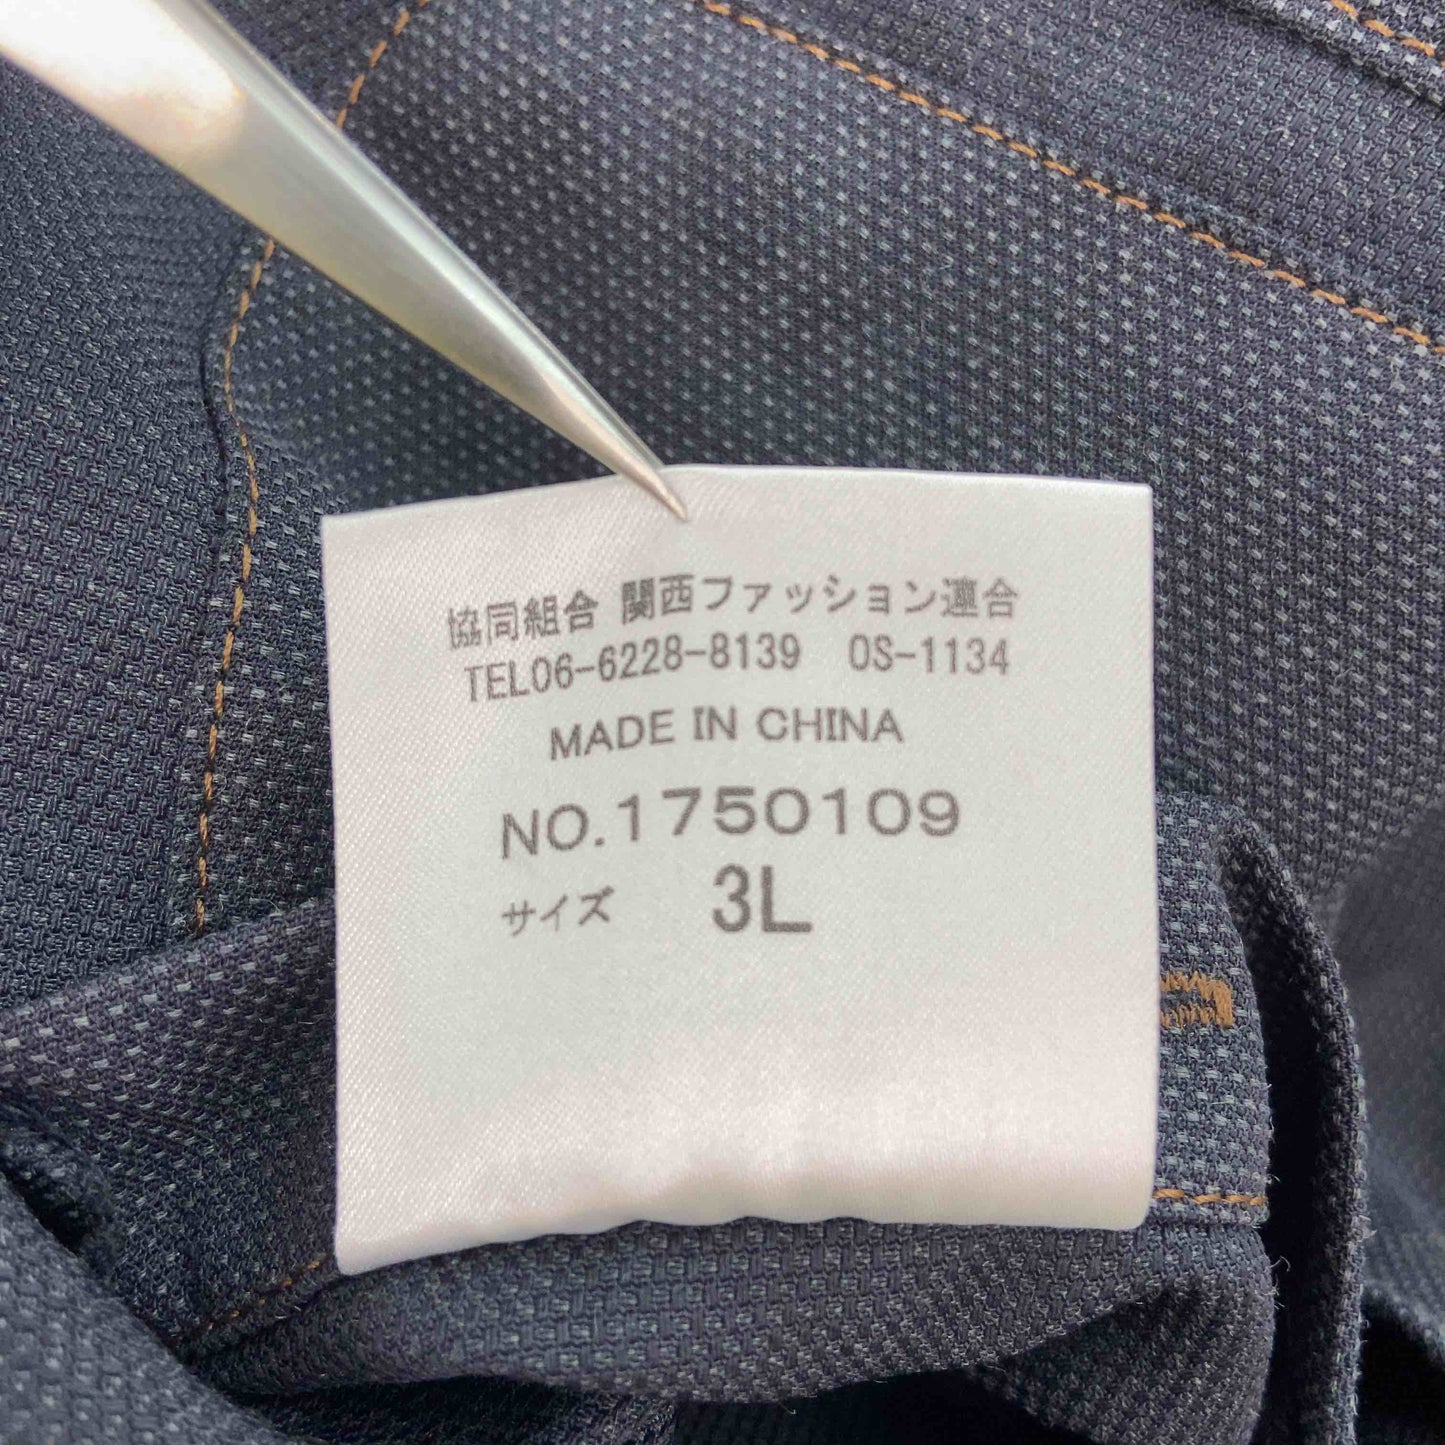 協同組合 関西ファッション連合
TEL06-6228-8139 OS-1134
MADE IN CHINA
NO.1750109
サイズ 3L